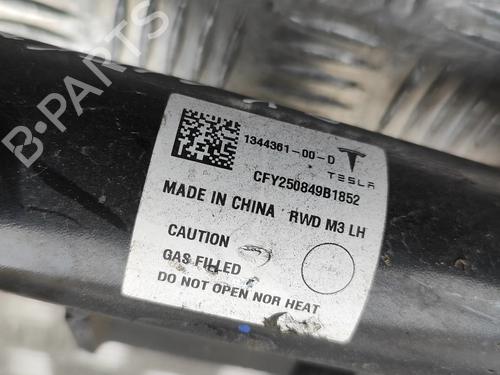 B-PARTS
1344361-00-D
TESLA
CFY250849B1852
MADE IN CHINA RWD M3 LH
CAUTION
GAS FILLED
DO NOT OPEN NOR HEAT